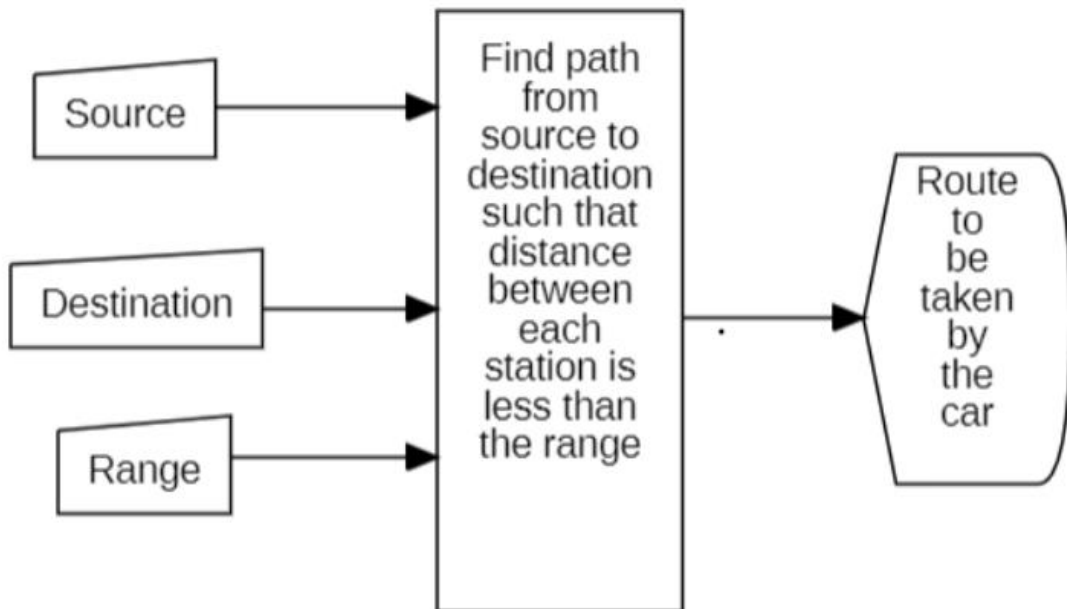 Source
Destination
Range
Find path
from
source to
destination
such that
distance
between
each
station is
less than
the range
Route
to
be
taken
by
the
car